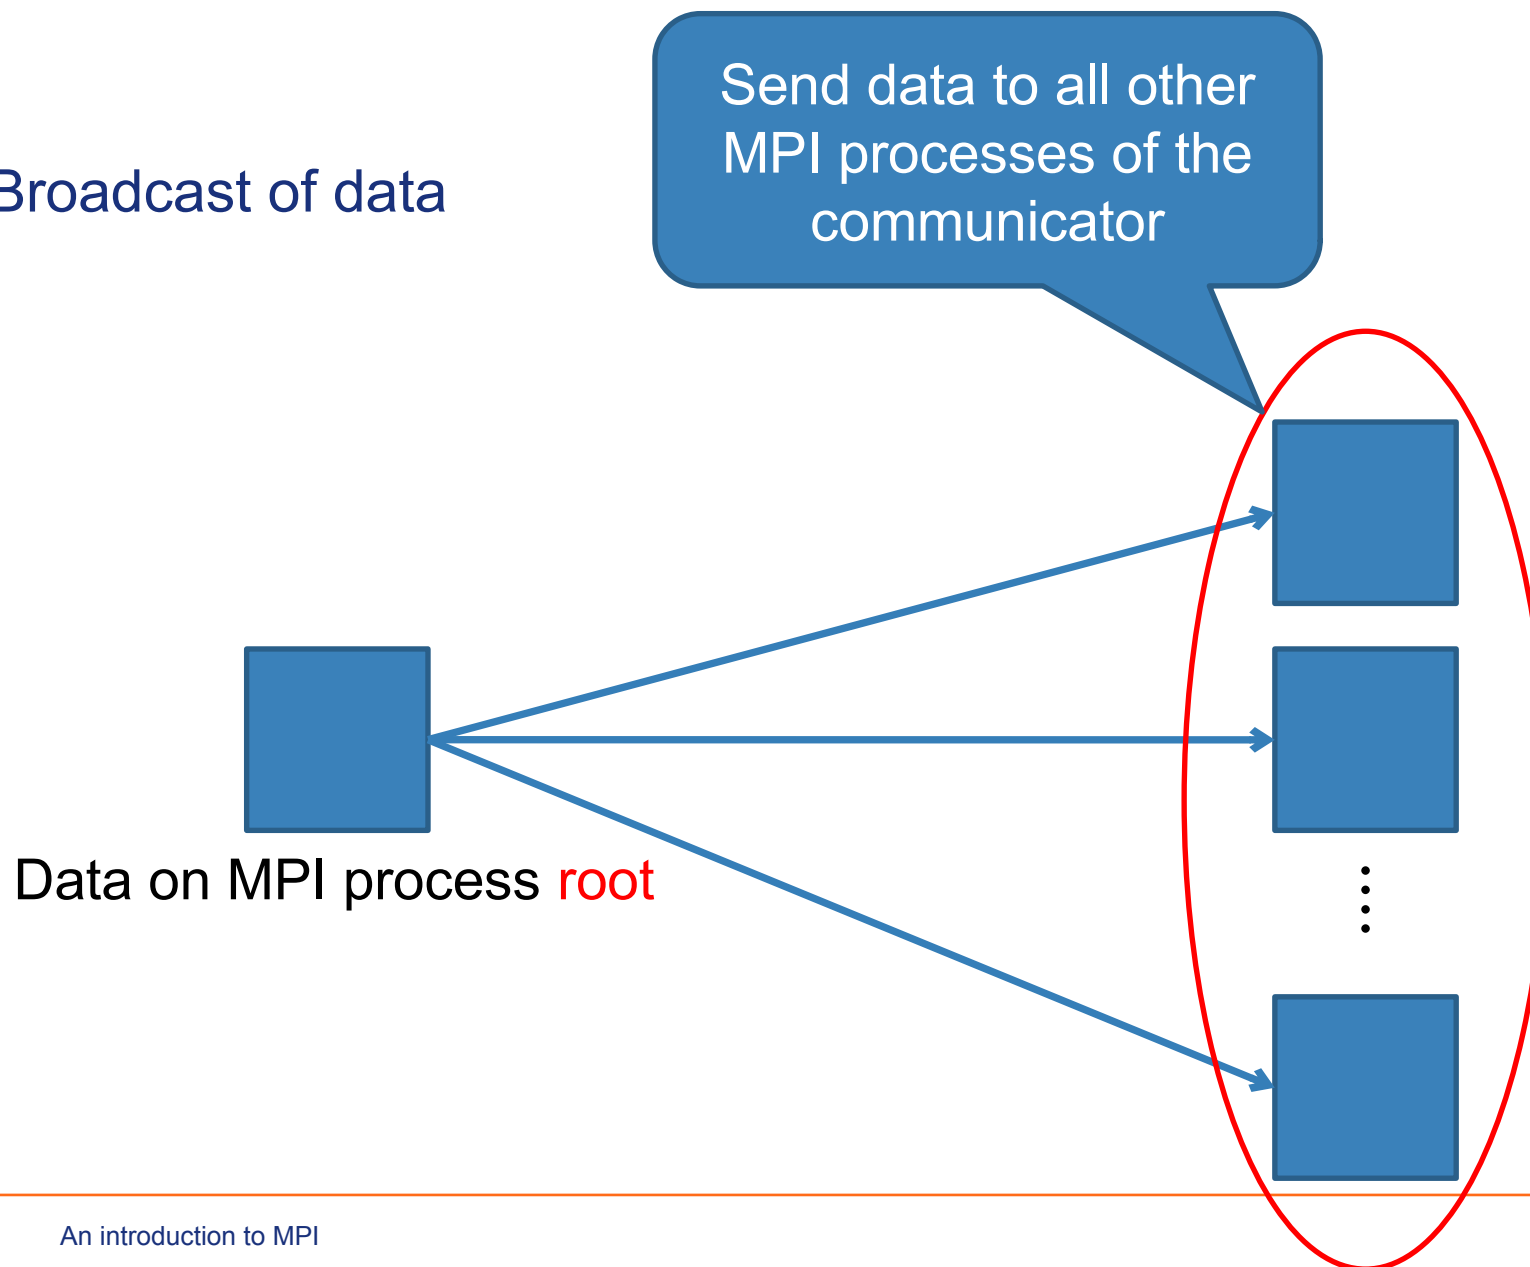 Broadcast of data
Send data to all other
MPI processes of the
communicator
Data on MPI process root
An introduction to MPI